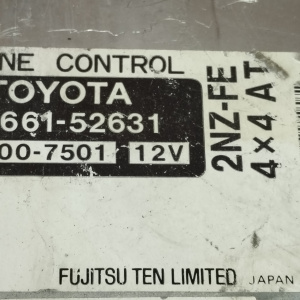 NE CONTROL
TOYOTA
661-52631
00-7501 12V
2NZ-FE
4×4 AT
FUJITSU TEN LIMITED JAPAN